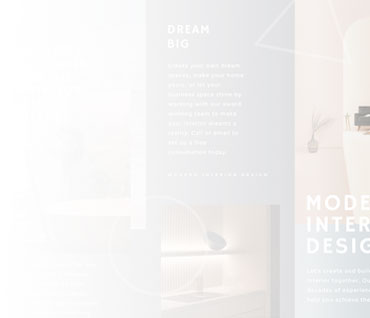 DREAM
BIG
Create your own dream
spaces, make your home
yours, or let your
business space shine by
working with our award
winning team to make
your interior dreams a
reality. Call or email to
set up a free
consultation today.
MODERN INTERIOR DESIGN
MODE
INTER
DESIG
Let's create and buil
interior together. Ou
decades of experien
help you achieve the